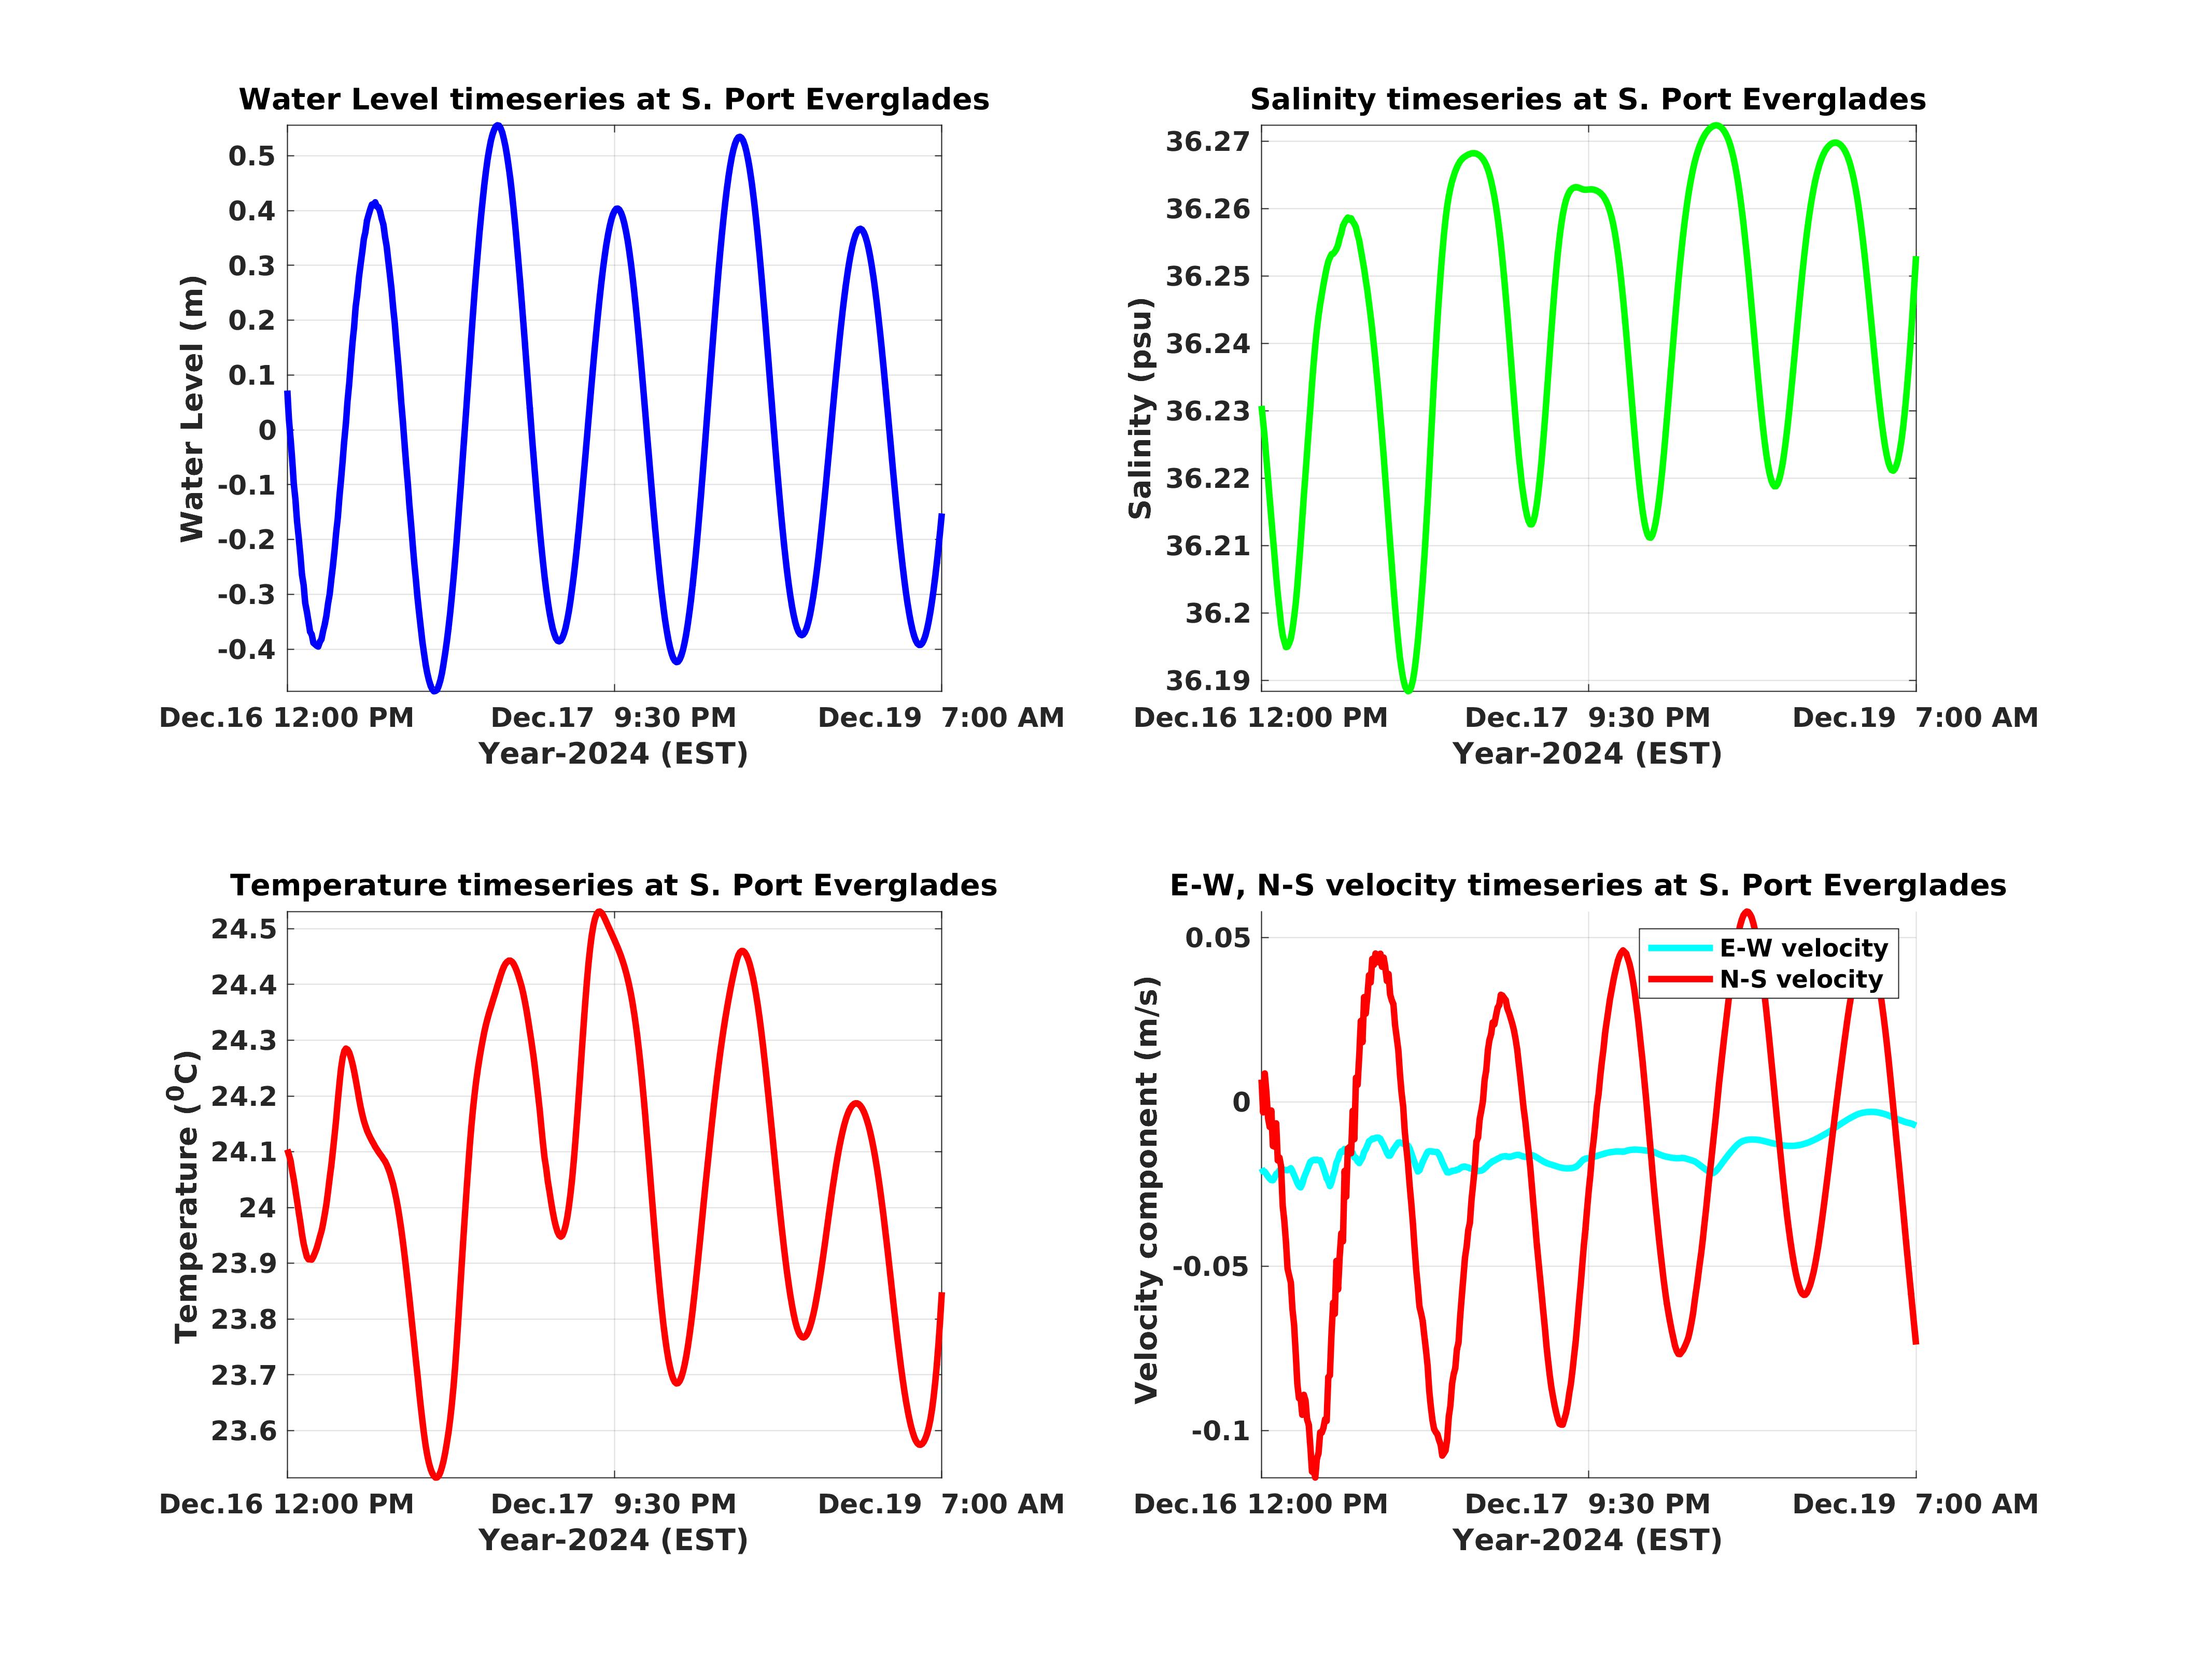 Water Level timeseries at S. Port Everglades
Water Level (m)
0.5
0.4
0.3
0.2
0.1
0
-0.1
-0.2
-0.3
-0.4
Dec.16 12:00 PM
Dec.17 9:30 PM
Dec.19 7:00 AM
Year-2024 (EST)
Salinity timeseries at S. Port Everglades
Salinity (psu)
36.27
36.26
36.25
36.24
36.23
36.22
36.21
36.2
36.19
Dec.16 12:00 PM
Dec.17 9:30 PM
Dec.19 7:00 AM
Year-2024 (EST)
Temperature timeseries at S. Port Everglades
Temperature (⁰C)
24.5
24.4
24.3
24.2
24.1
24
23.9
23.8
23.7
23.6
Dec.16 12:00 PM
Dec.17 9:30 PM
Dec.19 7:00 AM
Year-2024 (EST)
E-W, N-S velocity timeseries at S. Port Everglades
Velocity component (m/s)
0.05
0
-0.05
-0.1
E-W velocity
N-S velocity
Dec.16 12:00 PM
Dec.17 9:30 PM
Dec.19 7:00 AM
Year-2024 (EST)